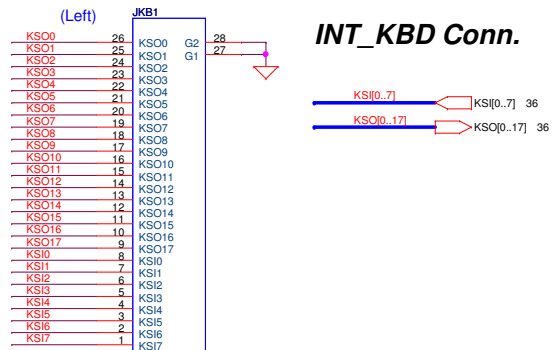 (Left)
JKB1
INT_KBD Conn.
KSO0 26 KSO0 G2 28
KSO1 25 KSO1 G1 27
KSO2 24 KSO2
KSO3 23 KSO3
KSO4 22 KSO4
KSO5 21 KSO5
KSO6 20 KSO6
KSO7 19 KSO7
KSO8 18 KSO8
KSO9 17 KSO9
KSO10 16 KSO10
KSO11 15 KSO11
KSO12 14 KSO12
KSO13 13 KSO13
KSO14 12 KSO14
KSO15 11 KSO15
KSO16 10 KSO16
KSO17 9 KSO17
KSI0 8 KSI0
KSI1 7 KSI1
KSI2 6 KSI2
KSI3 5 KSI3
KSI4 4 KSI4
KSI5 3 KSI5
KSI6 2 KSI6
KSI7 1 KSI7
KSI[0..7] KSI[0..7] 36
KSO[0..17] KSO[0..17] 36